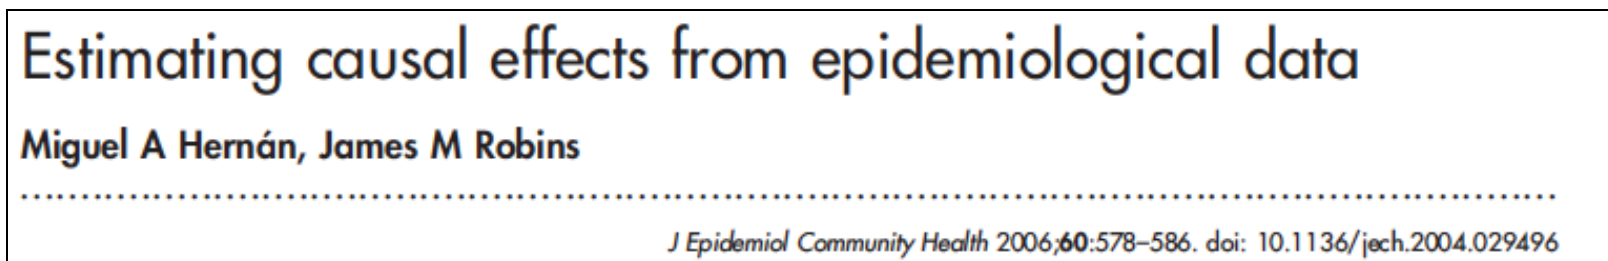 Estimating causal effects from epidemiological data
Miguel A Hernán, James M Robins
J Epidemiol Community Health 2006;60:578–586. doi: 10.1136/jech.2004.029496